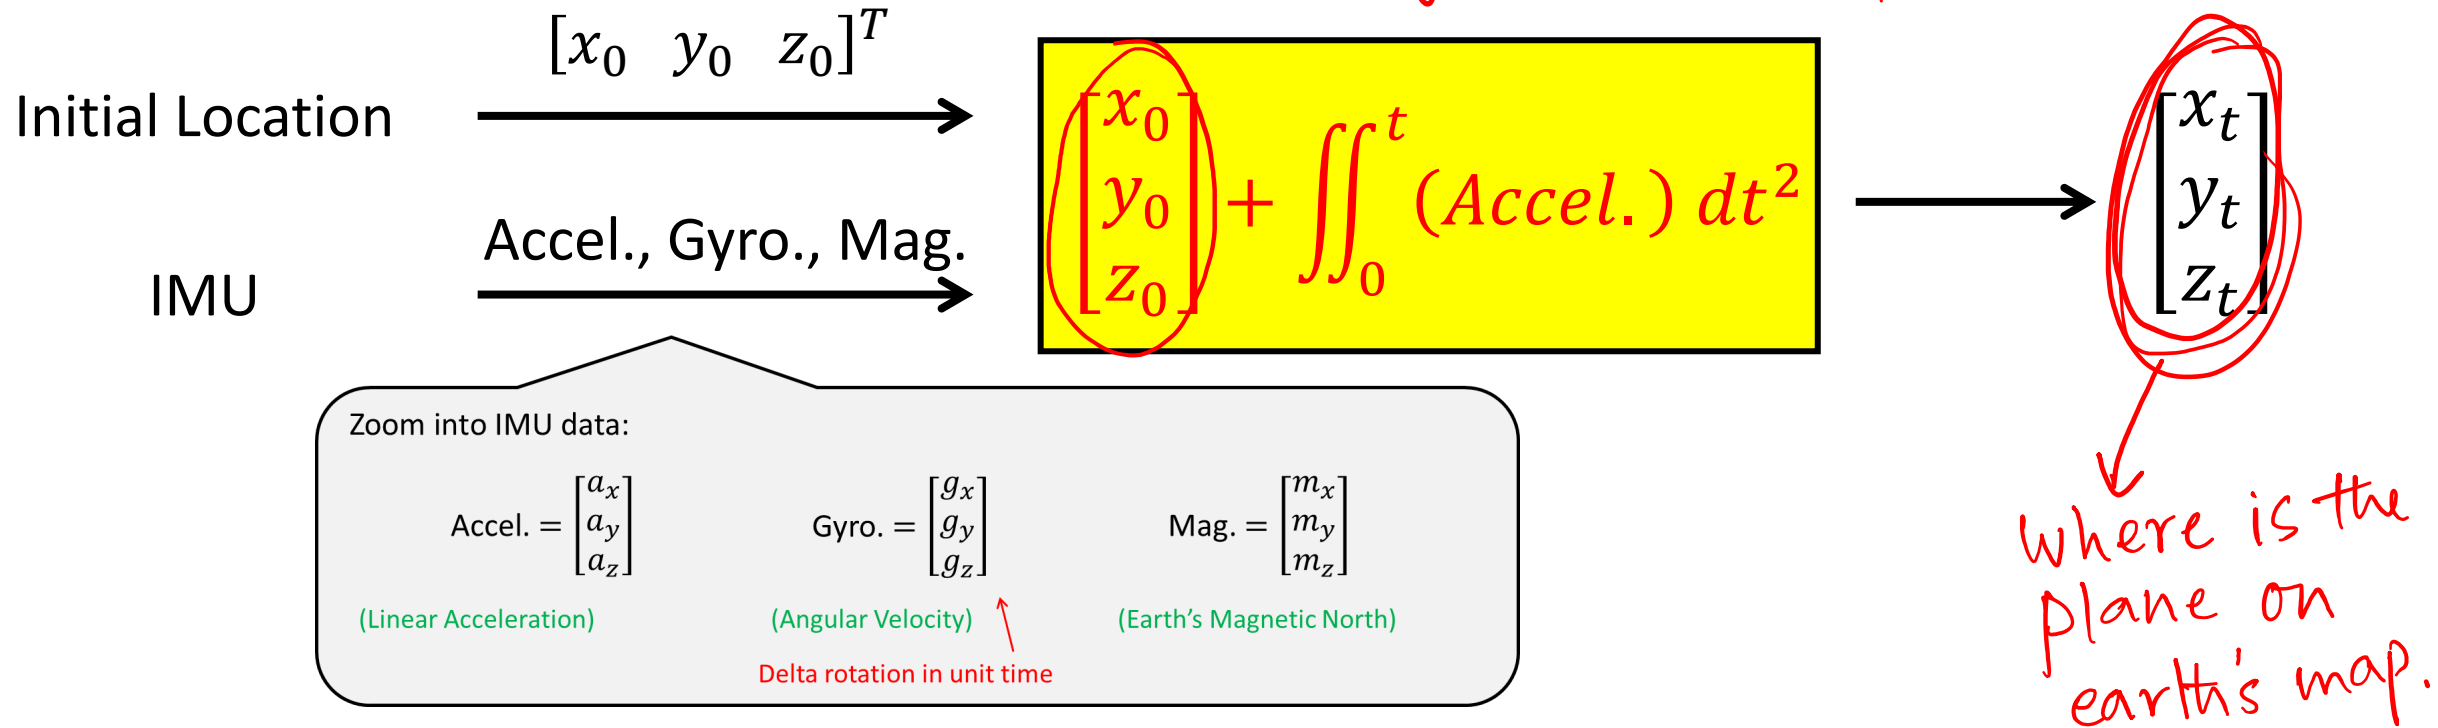 [x₀ y₀ z₀]ᵀ
Initial Location
Accel., Gyro., Mag.
IMU
[x₀ y₀ z₀] + ∬₀ᵗ (Accel.) dt²
[xₜ yₜ zₜ]
Zoom into IMU data:
Accel. = [aₓ a_y a_z]
Gyro. = [gₓ g_y g_z]
Mag. = [mₓ m_y m_z]
(Linear Acceleration)
(Angular Velocity)
(Earth's Magnetic North)
Delta rotation in unit time
where is the
plane on
earth's map.